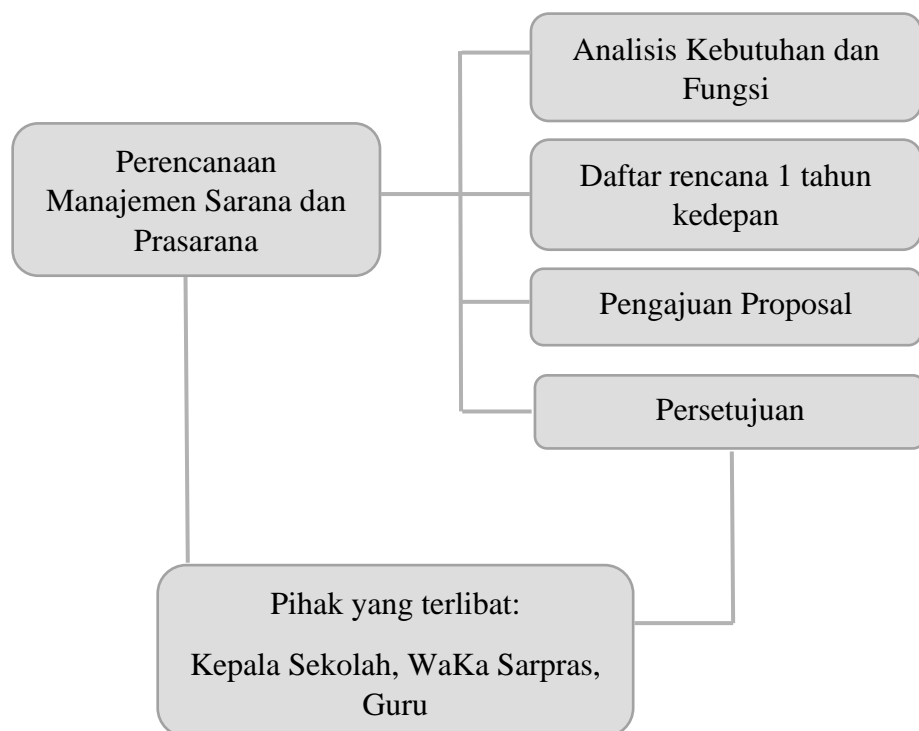 Analisis Kebutuhan dan
Fungsi
Perencanaan
Manajemen Sarana dan
Prasarana
Daftar rencana 1 tahun
kedepan
Pengajuan Proposal
Persetujuan
Pihak yang terlibat:
Kepala Sekolah, WaKa Sarpras,
Guru